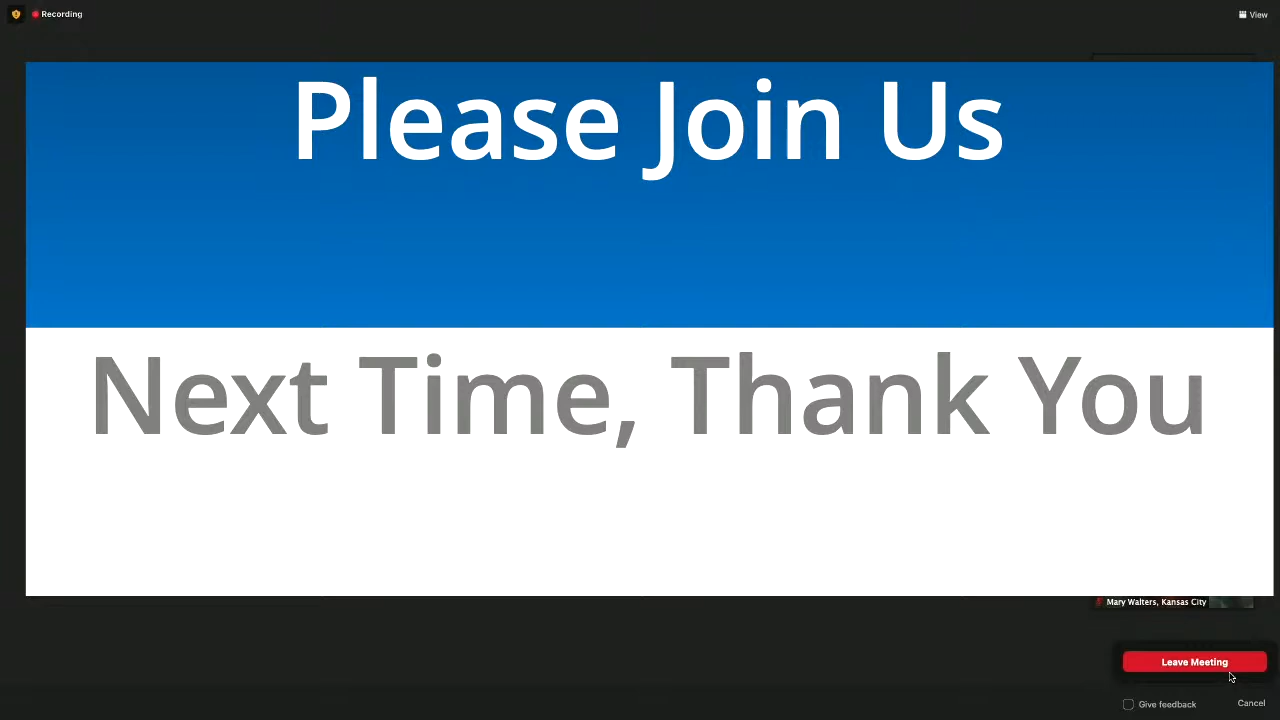 Recording
View
Please Join Us
Next Time, Thank You
Mary Walters, Kansas City
Leave Meeting
Give feedback
Cancel